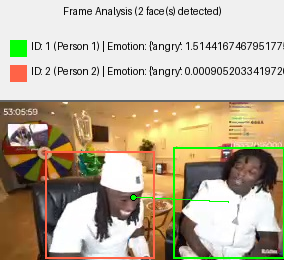 Frame Analysis (2 face(s) detected)
ID: 1 (Person 1) | Emotion: {'angry': 1.514416746795177
ID: 2 (Person 2) | Emotion: {'angry': 0.00090520334197
53:05:59